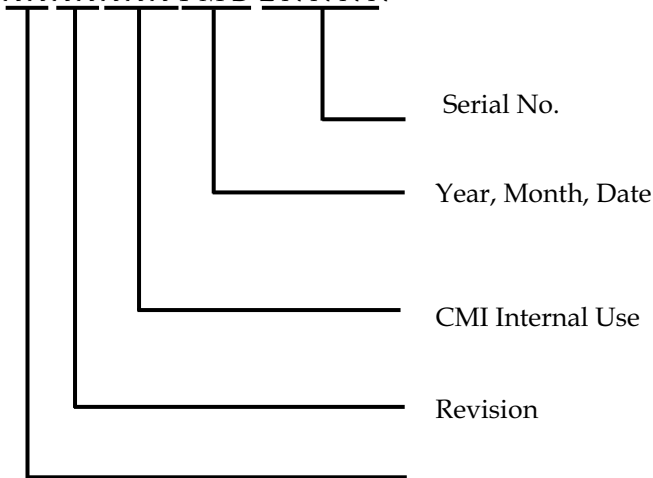 Serial No.
Year, Month, Date
CMI Internal Use
Revision